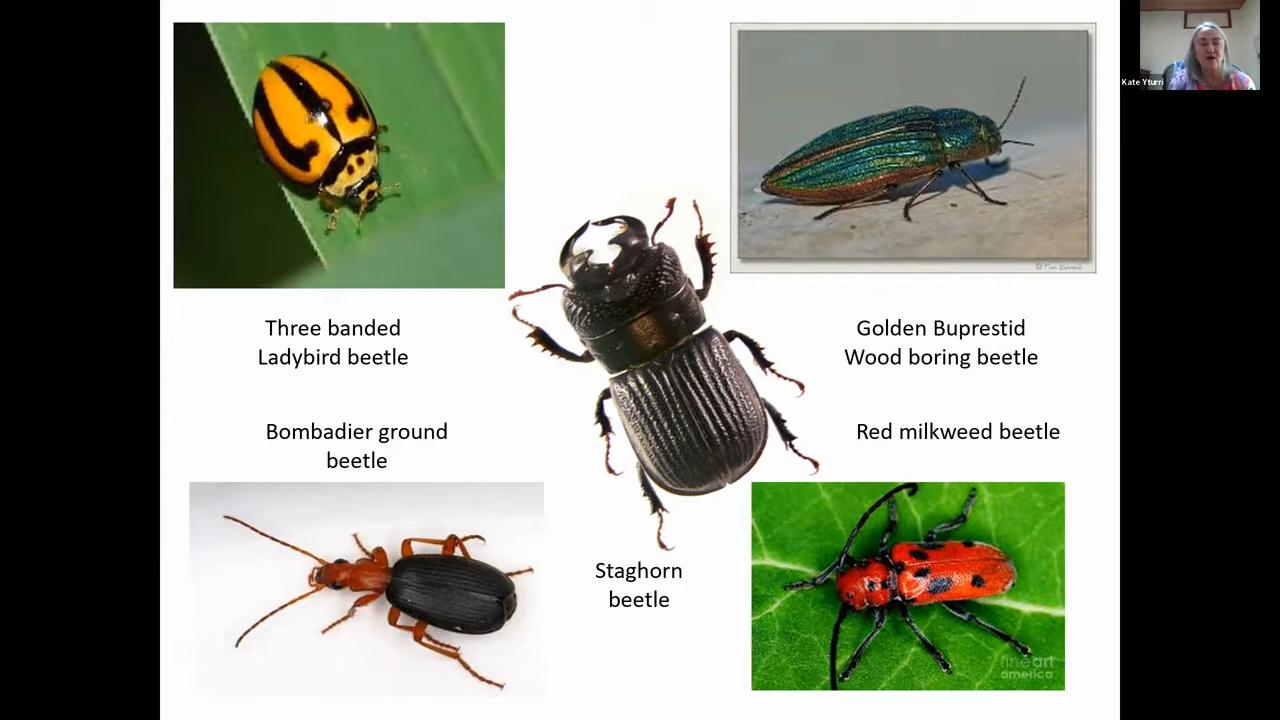 Kate Yturri
Three banded
Ladybird beetle
Golden Buprestid
Wood boring beetle
Bombadier ground
beetle
Red milkweed beetle
Staghorn
beetle
fineart
america